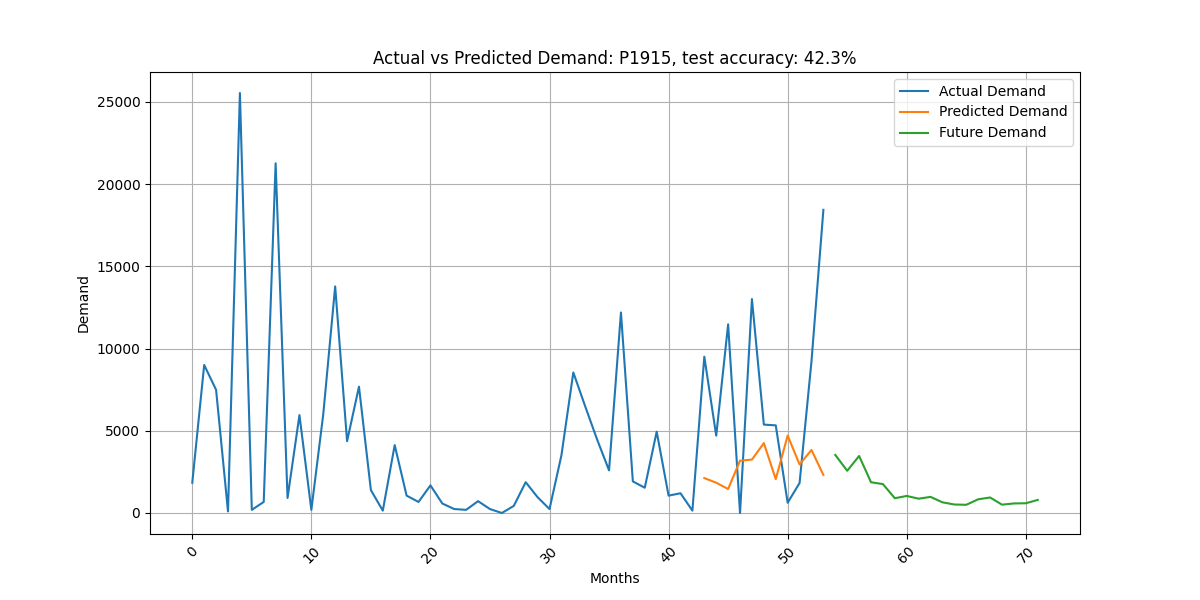 Actual vs Predicted Demand: P1915, test accuracy: 42.3%
Actual Demand
Predicted Demand
Future Demand
25000
20000
15000
10000
5000
0
Demand
0 10 20 30 40 50 60 70
Months